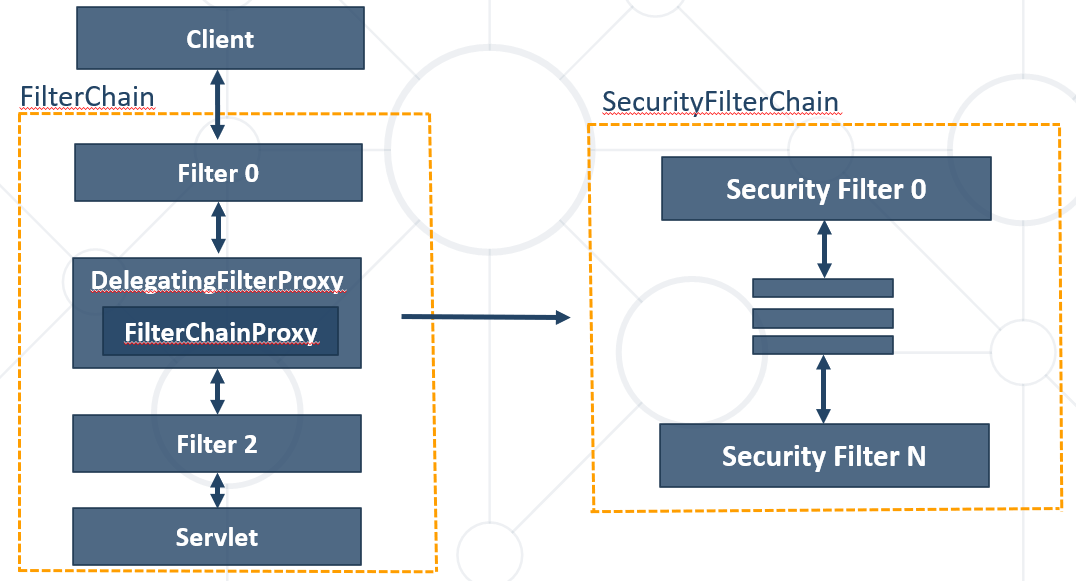 Client
FilterChain
Filter 0
DelegatingFilterProxy
FilterChainProxy
Filter 2
Servlet
SecurityFilterChain
Security Filter 0
Security Filter N